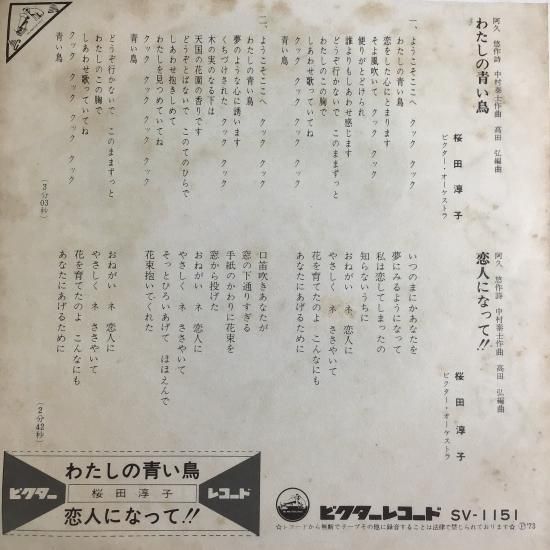 わたしの青い鳥
阿久 悠作詩 中村泰士作曲 高田 弘編曲
桜田淳子
ビクター・オーケストラ
一、ようこそここへ クック クック
わたしの青い鳥
恋をした心にとまります
そよ風吹いて クック クック
便りがとどけられ
誰よりもしあわせ感じます
どうぞ行かないで このままずっと
わたしのこの胸で
しあわせ歌っていてね
クック クック クック クック
青い鳥
二、ようこそここへ クック クック
わたしの青い鳥
夢のような心に誘います
くちづけされた クック クック
木の実のなる下は
天国の花園の香りです
どうぞとばないで このてのひらで
しあわせ抱きしめて
わたしを見つめていてね
クック クック クック クック
青い鳥
どうぞ行かないで このままずっと
わたしのこの胸で
しあわせ歌っていてね
クック クック クック クック
青い鳥
(3分03秒)
恋人になって!!
阿久 悠作詩 中村泰士作曲 高田 弘編曲
桜田淳子
ビクター・オーケストラ
いつのまにかあなたを
夢にみるようになって
私は恋してしまったの
知らないうちに
おねがい ネ 恋人に
やさしく ネ ささやいて
花を育てたのよ こんなにも
あなたにあげるために
口笛吹きあなたが
窓の下通りすぎる
手紙のかわりに花束を
窓から投げた
おねがい ネ 恋人に
やさしく ネ ささやいて
そっとひろいあげて ほほえんで
花束抱いてくれた
おねがい ネ 恋人に
やさしく ネ ささやいて
花を育てたのよ こんなにも
あなたにあげるために
(2分42秒)
わたしの青い鳥
ビクター 桜田淳子 レコード
恋人になって!!
ビクターレコード SV-1151
☆レコードから無断でテープその他に録音することは法律で禁じられております☆ Ⓟ'73